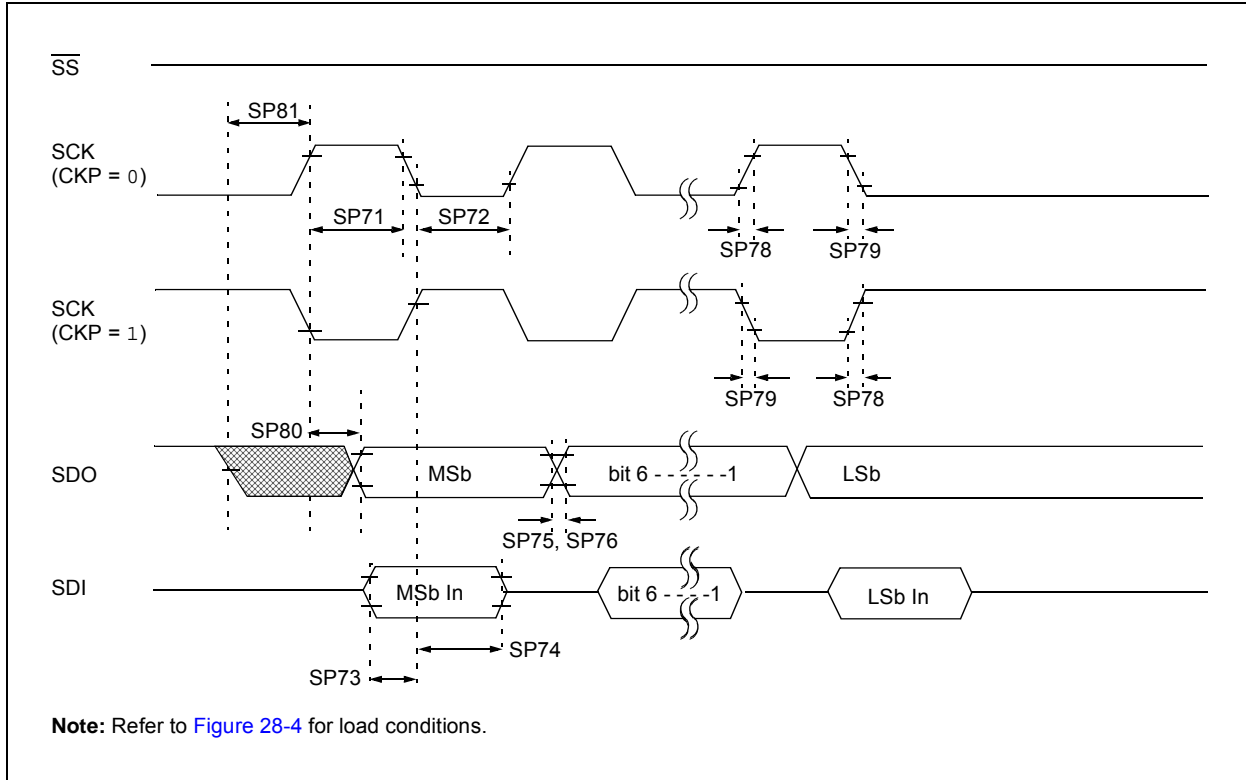 SS
SP81
SCK
(CKP = 0)
SP71
SP72
SP78
SP79
SCK
(CKP = 1)
SP79
SP78
SP80
SDO
MSb
bit 6 - - - - - -1
LSb
SP75, SP76
SDI
MSb In
bit 6 - - - - -1
LSb In
SP74
SP73
Note: Refer to Figure 28-4 for load conditions.